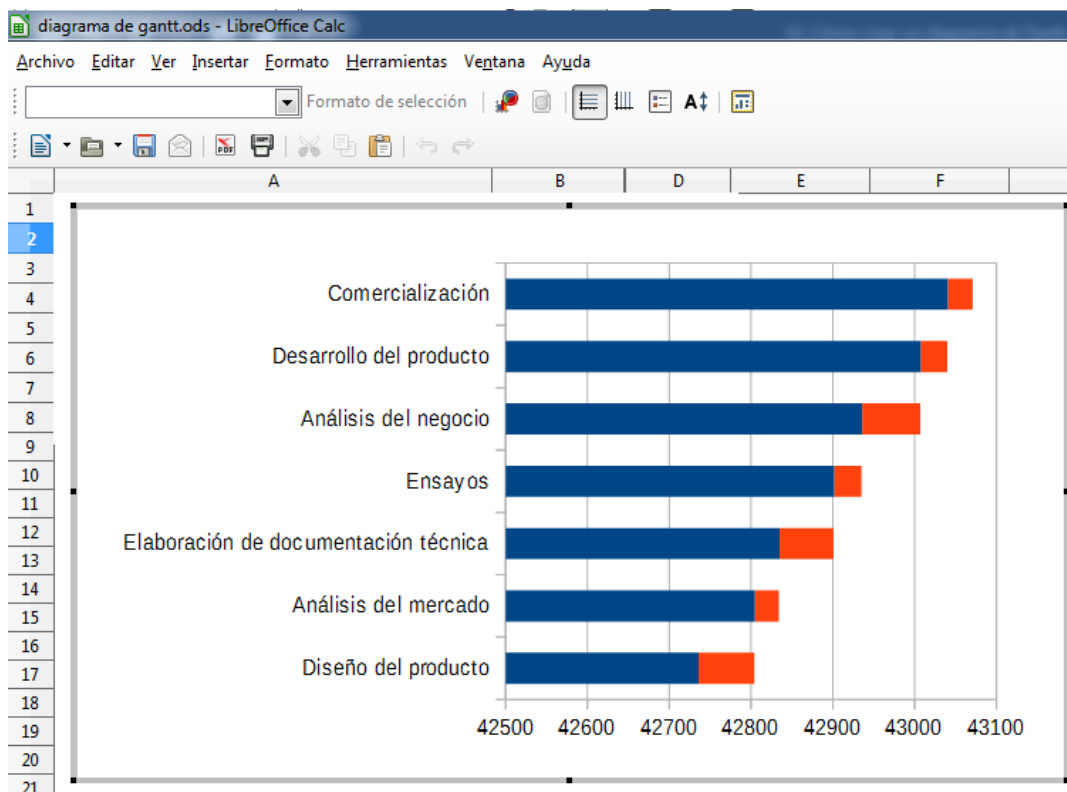 diagrama de gantt.ods - LibreOffice Calc
Archivo Editar Ver Insertar Formato Herramientas Ventana Ayuda
Formato de selección
A
PDF
A B D E F
1
2
3
Comercialización
4
5
Desarrollo del producto
6
7
Análisis del negocio
8
9
Ensayos
10
11
Elaboración de documentación técnica
12
13
14
Análisis del mercado
15
16
Diseño del producto
17
18
42500 42600 42700 42800 42900 43000 43100
19
20
21